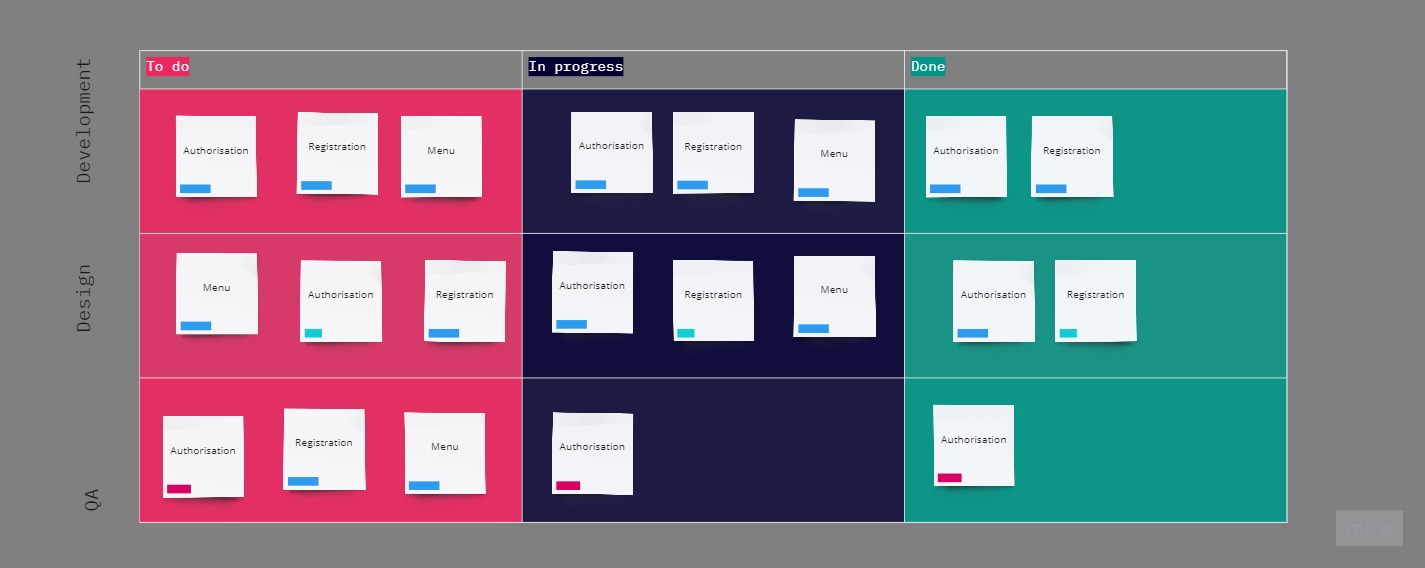 To do
In progress
Done
Development
Authorisation
Registration
Menu
Authorisation
Registration
Menu
Authorisation
Registration
Design
Menu
Authorisation
Registration
Authorisation
Registration
Menu
Authorisation
Registration
QA
Authorisation
Registration
Menu
Authorisation
Authorisation
miro